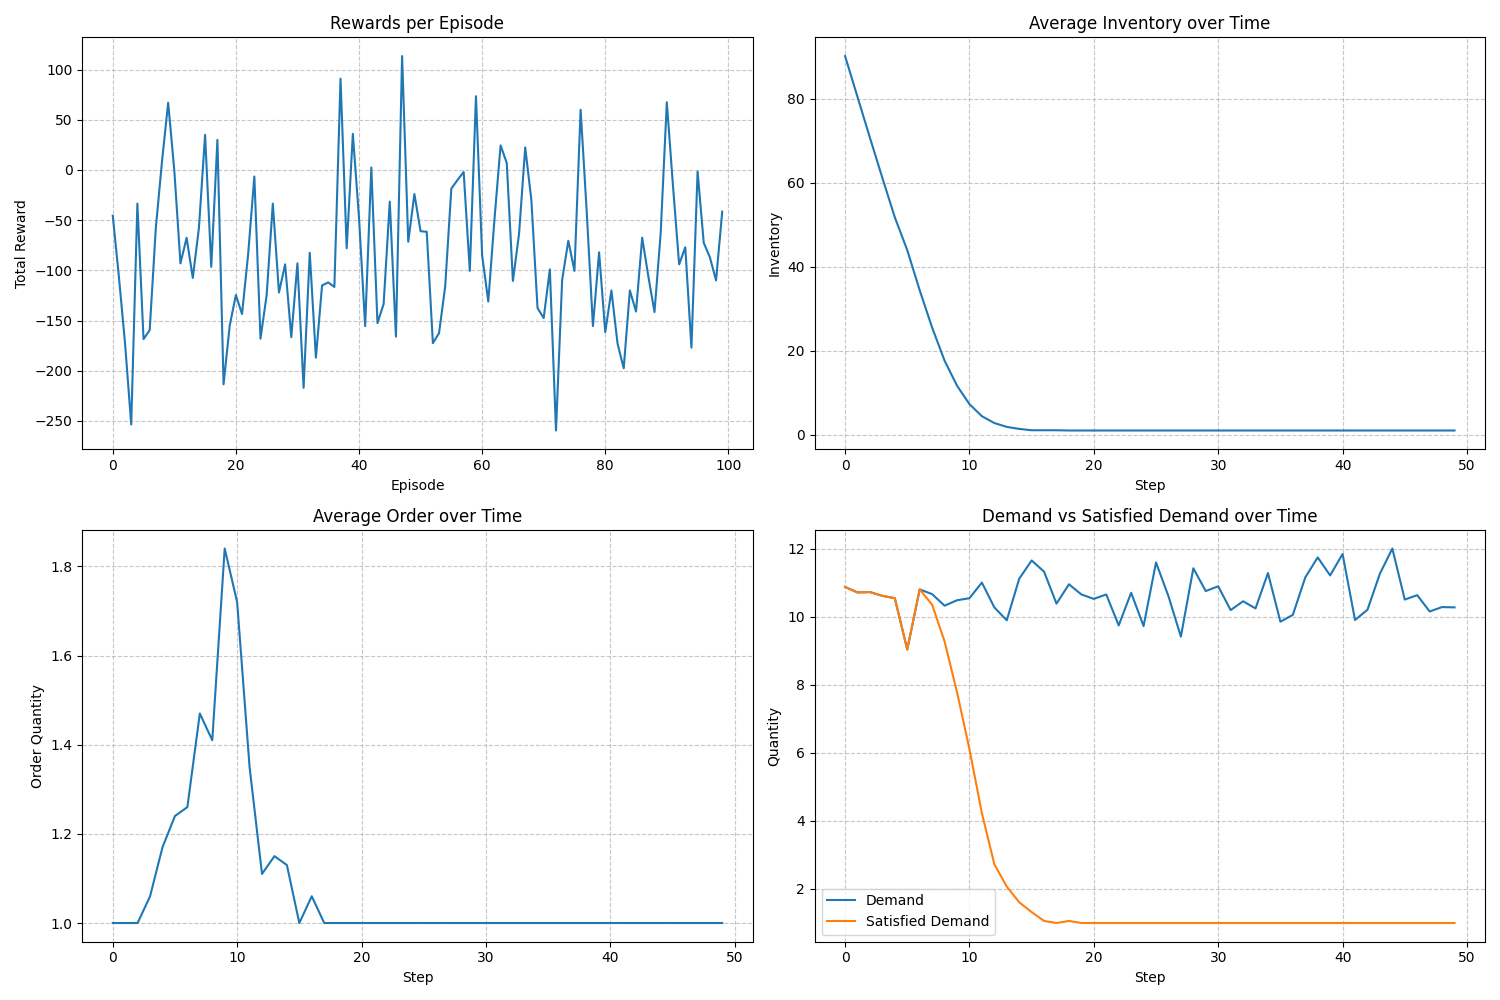 Rewards per Episode
Total Reward
100
50
0
−50
−100
−150
−200
−250
0 20 40 60 80 100
Episode
Average Inventory over Time
Inventory
80
60
40
20
0
0 10 20 30 40 50
Step
Average Order over Time
Order Quantity
1.8
1.6
1.4
1.2
1.0
0 10 20 30 40 50
Step
Demand vs Satisfied Demand over Time
Quantity
12
10
8
6
4
2
Demand
Satisfied Demand
0 10 20 30 40 50
Step